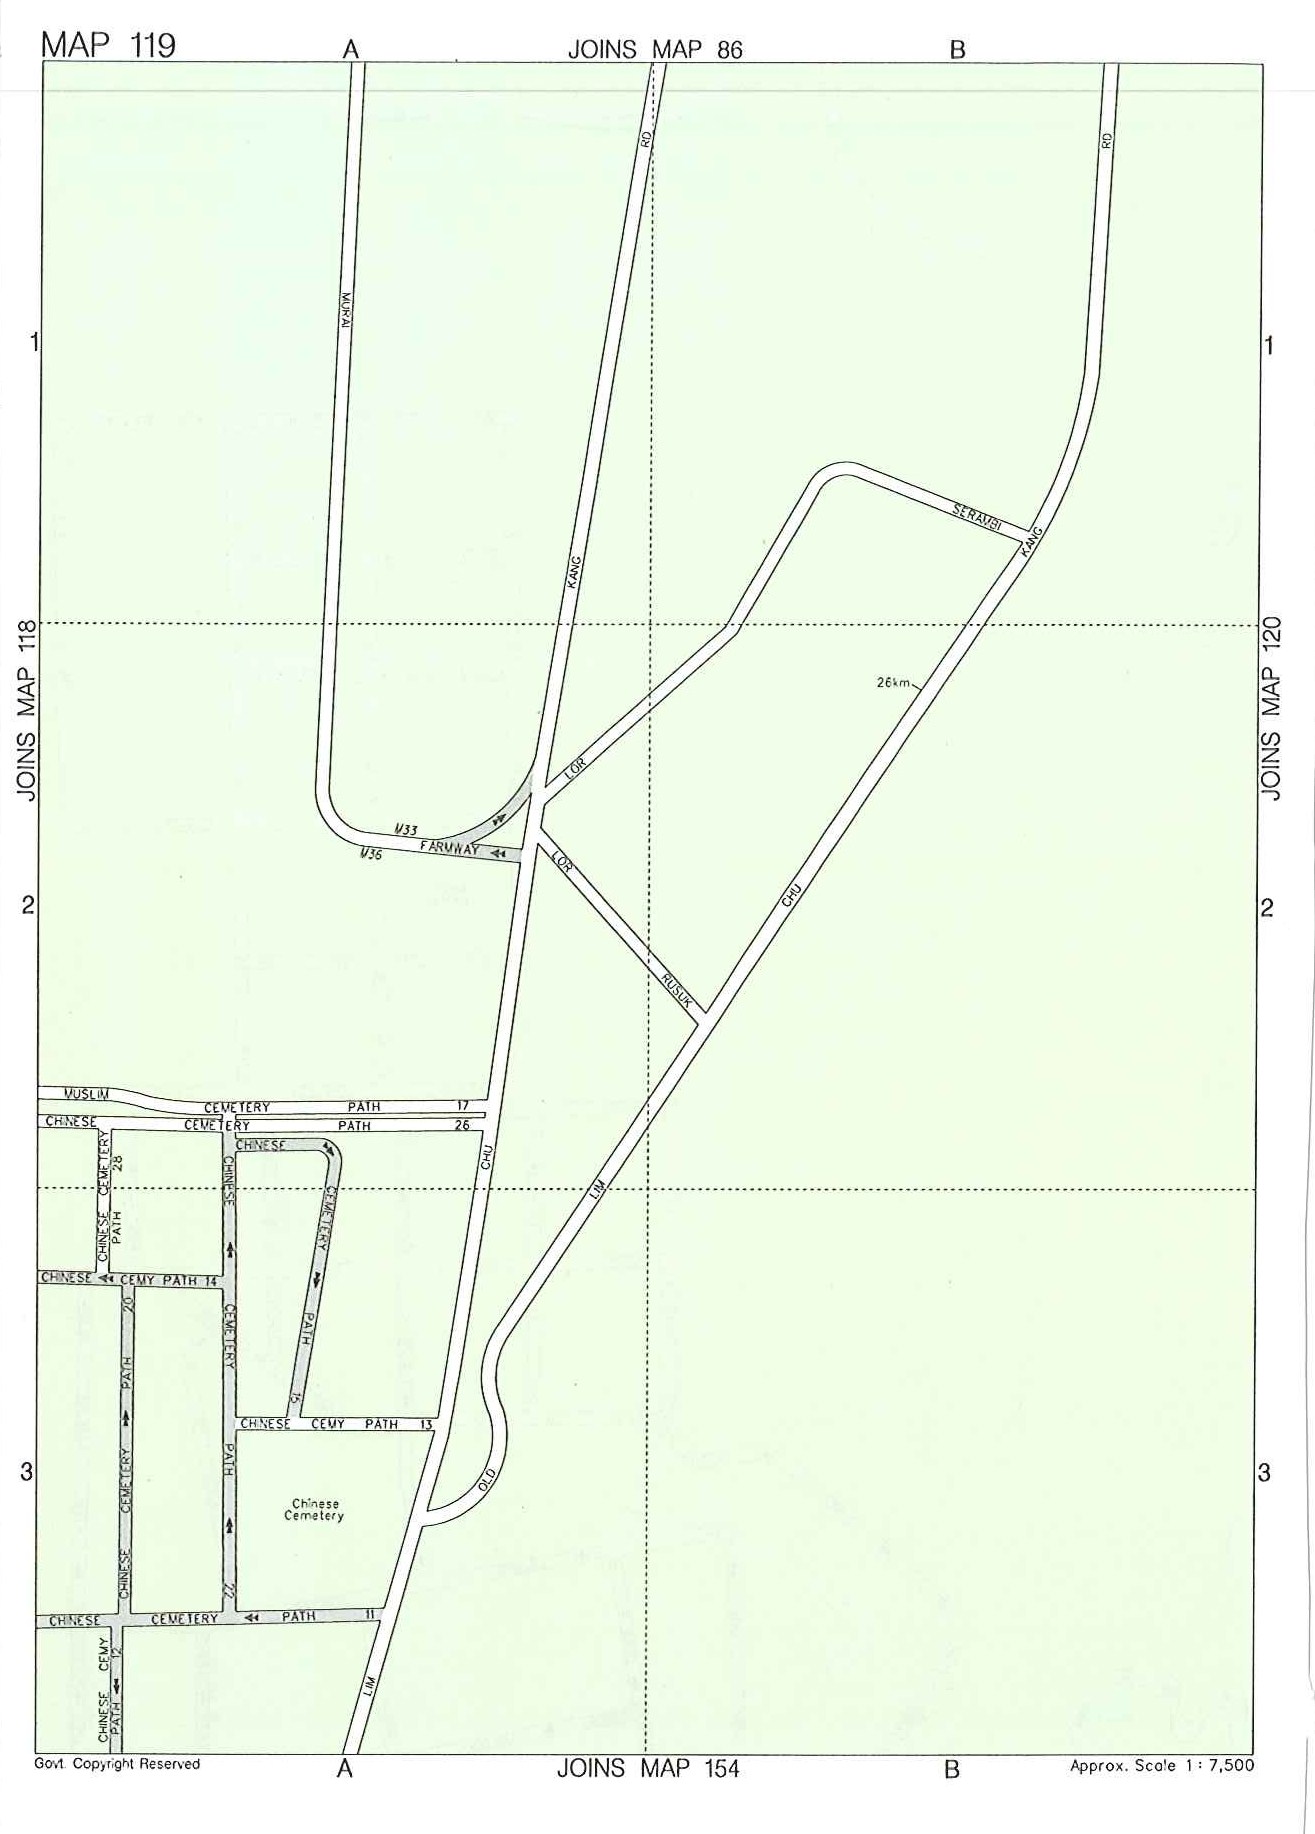 MAP 119
A
JOINS MAP 86
B
RD
RD
MURAI
1
1
SERAMBI
KANG
KANG
JOINS MAP 118
JOINS MAP 120
26km
LOR
M33
FARMWAY
M36
LOR
CHU
2
2
RUSUK
MUSLIM CEMETERY PATH 17
CHINESE CEMETERY PATH 26
CHINESE CEMETERY PATH 15
CHINESE CEMETERY PATH 28
CHU
LIM
CHINESE CEMETERY PATH 22
CHINESE CEMY PATH 14
CHINESE CEMETERY PATH 20
CHINESE CEMY PATH 13
3
3
OLD
Chinese
Cemetery
CHINESE CEMETERY PATH 11
CHINESE CEMY PATH 12
LIM
Govt. Copyright Reserved
A
JOINS MAP 154
B
Approx. Scale 1 : 7,500